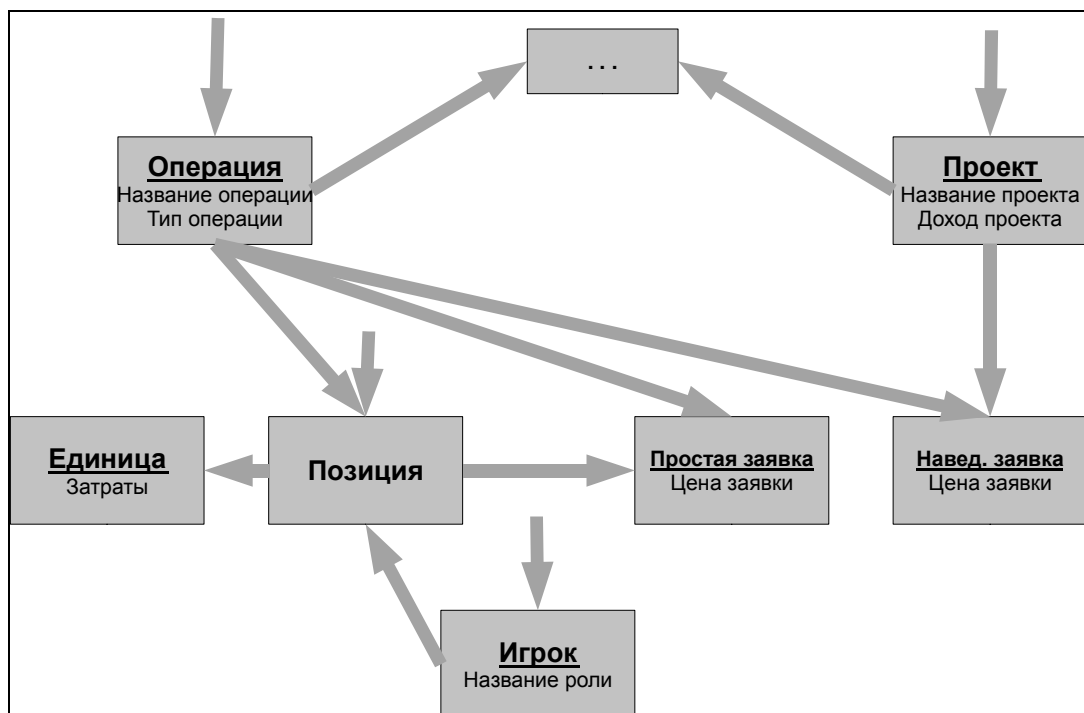 . . .
Операция
Название операции
Тип операции
Проект
Название проекта
Доход проекта
Единица
Затраты
Позиция
Простая заявка
Цена заявки
Навед. заявка
Цена заявки
Игрок
Название роли